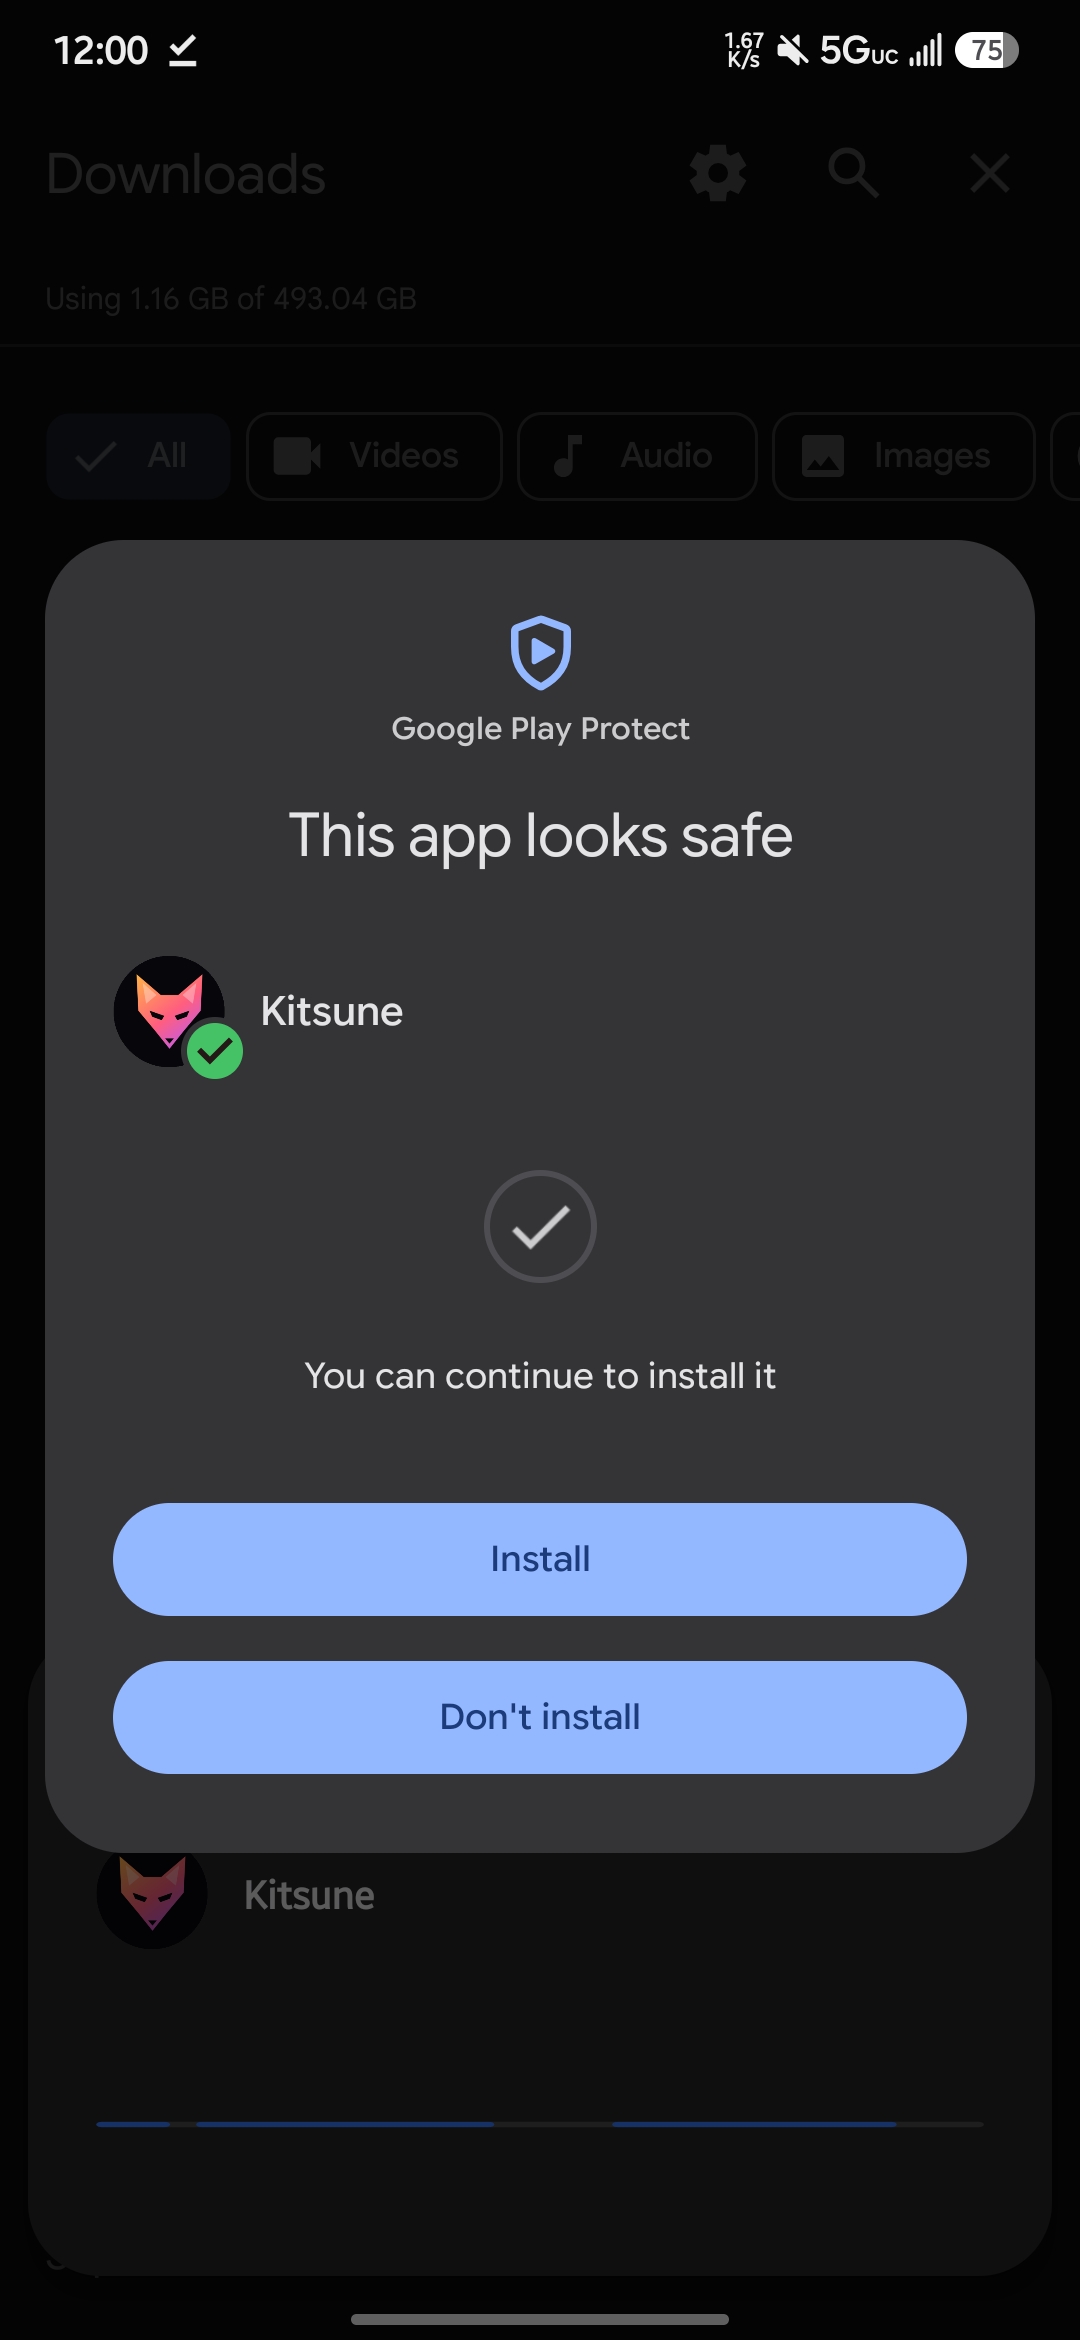 12:00
1.67
K/s
5GUC
75
Downloads
Using 1.16 GB of 493.04 GB
All
Videos
Audio
Images
Google Play Protect
This app looks safe
Kitsune
You can continue to install it
Install
Don't install
Kitsune